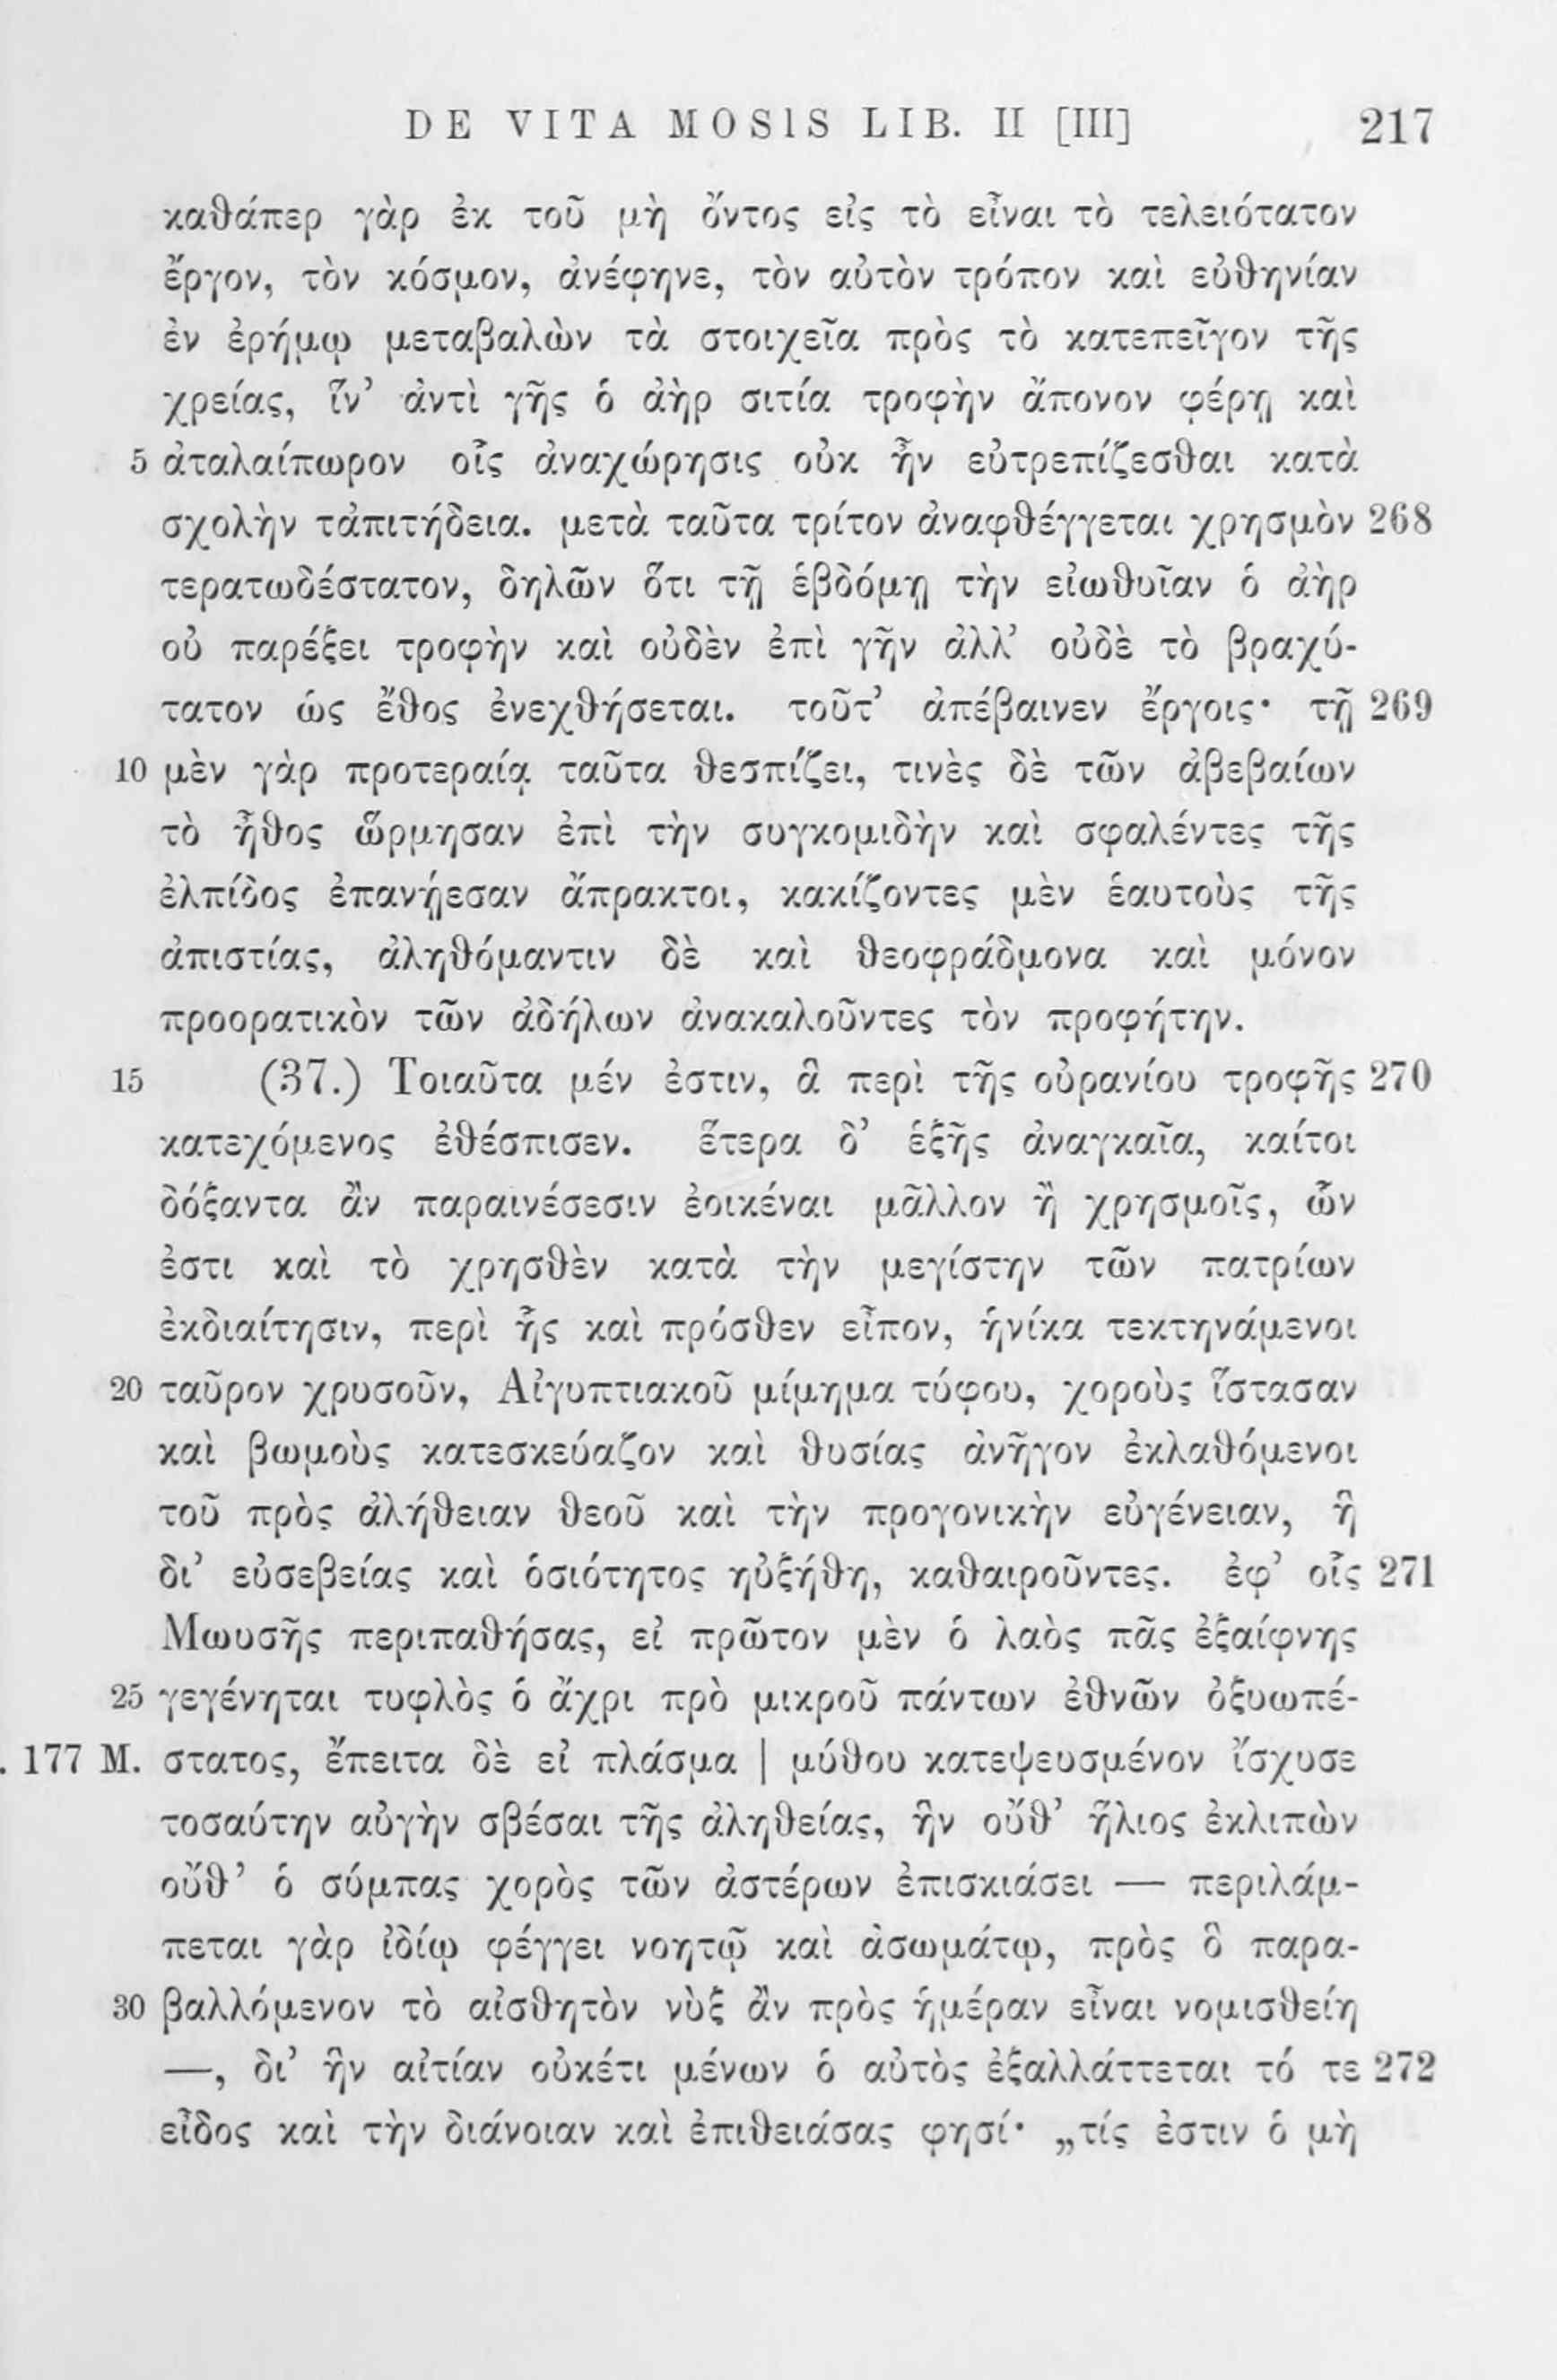 DE VITA MOSIS LIB. II [III] 217
καθάπερ γὰρ ἐκ τοῦ μὴ ὄντος εἰς τὸ εἶναι τὸ τελειότατον
ἔργον, τὸν κόσμον, ἀνέφηνε, τὸν αὐτὸν τρόπον καὶ εὐθηνίαν
ἐν ἐρήμῳ μεταβαλὼν τὰ στοιχεῖα πρὸς τὸ κατεπεῖγον τῆς
χρείας, ἵν’ ἀντὶ γῆς ὁ ἀὴρ σιτία τροφὴν ἄπονον φέρῃ καὶ
5 ἀταλαίπωρον οἷς ἀναχώρησις οὐκ ἦν εὐτρεπίζεσθαι κατὰ
σχολὴν τἀπιτήδεια. μετὰ ταῦτα τρίτον ἀναφθέγγεται χρησμὸν 268
τερατωδέστατον, δηλῶν ὅτι τῇ ἑβδόμῃ τὴν εἰωθυῖαν ὁ ἀὴρ
οὐ παρέξει τροφὴν καὶ οὐδὲν ἐπὶ γῆν ἀλλ’ οὐδὲ τὸ βραχύ-
τατον ὡς ἔθος ἐνεχθήσεται. τοῦτ’ ἀπέβαινεν ἔργοις· τῇ 269
10 μὲν γὰρ προτεραίᾳ ταῦτα θεσπίζει, τινὲς δὲ τῶν ἀβεβαίων
τὸ ἦθος ὥρμησαν ἐπὶ τὴν συγκομιδὴν καὶ σφαλέντες τῆς
ἐλπίδος ἐπανῄεσαν ἄπρακτοι, κακίζοντες μὲν ἑαυτοὺς τῆς
ἀπιστίας, ἀληθόμαντιν δὲ καὶ θεοφράδμονα καὶ μόνον
προορατικὸν τῶν ἀδήλων ἀνακαλοῦντες τὸν προφήτην.
15 (37.) Τοιαῦτα μέν ἐστιν, ἃ περὶ τῆς οὐρανίου τροφῆς 270
κατεχόμενος ἐθέσπισεν. ἕτερα δ’ ἑξῆς ἀναγκαῖα, καίτοι
δόξαντα ἂν παραινέσεσιν ἐοικέναι μᾶλλον ἢ χρησμοῖς, ὧν
ἐστι καὶ τὸ χρησθὲν κατὰ τὴν μεγίστην τῶν πατρίων
ἐκδιαίτησιν, περὶ ἧς καὶ πρόσθεν εἶπον, ἡνίκα τεκτηνάμενοι
20 ταῦρον χρυσοῦν, Αἰγυπτιακοῦ μίμημα τύφου, χοροὺς ἵστασαν
καὶ βωμοὺς κατεσκεύαζον καὶ θυσίας ἀνῆγον ἐκλαθόμενοι
τοῦ πρὸς ἀλήθειαν θεοῦ καὶ τὴν προγονικὴν εὐγένειαν, ἣ
δι’ εὐσεβείας καὶ ὁσιότητος ηὐξήθη, καθαιροῦντες. ἐφ’ οἷς 271
Μωυσῆς περιπαθήσας, εἰ πρῶτον μὲν ὁ λαὸς πᾶς ἐξαίφνης
25 γεγένηται τυφλὸς ὁ ἄχρι πρὸ μικροῦ πάντων ἐθνῶν ὀξυωπέ-
. 177 M. στατος, ἔπειτα δὲ εἰ πλάσμα | μύθου κατεψευσμένον ἴσχυσε
τοσαύτην αὐγὴν σβέσαι τῆς ἀληθείας, ἣν οὔθ’ ἥλιος ἐκλιπὼν
οὔθ’ ὁ σύμπας χορὸς τῶν ἀστέρων ἐπισκιάσει — περιλάμ-
πεται γὰρ ἰδίῳ φέγγει νοητῷ καὶ ἀσωμάτῳ, πρὸς ὃ παρα-
30 βαλλόμενον τὸ αἰσθητὸν νὺξ ἂν πρὸς ἡμέραν εἶναι νομισθείη
—, δι’ ἣν αἰτίαν οὐκέτι μένων ὁ αὐτὸς ἐξαλλάττεται τό τε 272
εἶδος καὶ τὴν διάνοιαν καὶ ἐπιθειάσας φησί· „τίς ἐστιν ὁ μὴ